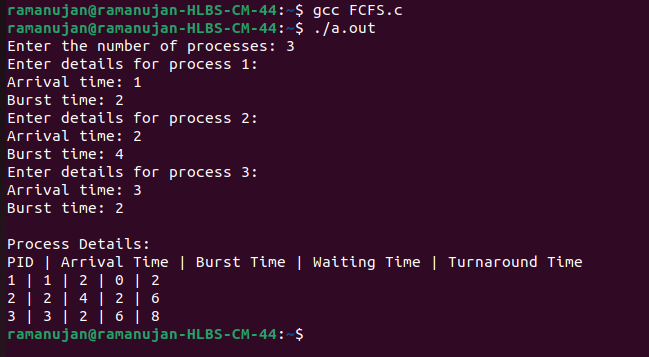 ramanujan@ramanujan-HLBS-CM-44:~$ gcc FCFS.c
ramanujan@ramanujan-HLBS-CM-44:~$ ./a.out
Enter the number of processes: 3
Enter details for process 1:
Arrival time: 1
Burst time: 2
Enter details for process 2:
Arrival time: 2
Burst time: 4
Enter details for process 3:
Arrival time: 3
Burst time: 2

Process Details:
PID | Arrival Time | Burst Time | Waiting Time | Turnaround Time
1 | 1 | 2 | 0 | 2
2 | 2 | 4 | 2 | 6
3 | 3 | 2 | 6 | 8
ramanujan@ramanujan-HLBS-CM-44:~$